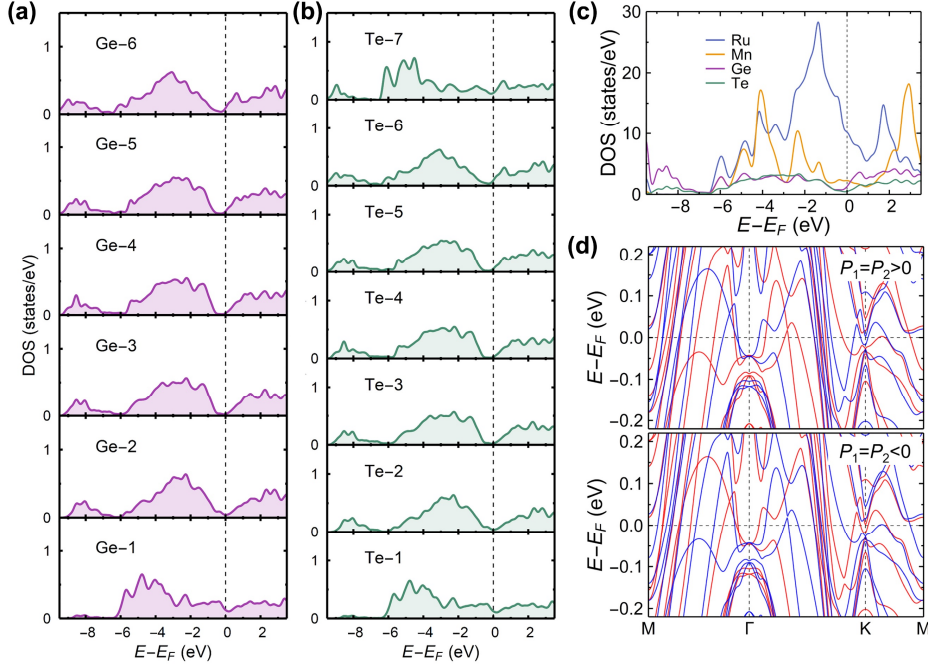 (a)
DOS (states/eV)
Ge-6
1
0
Ge-5
1
0
Ge-4
1
0
Ge-3
1
0
Ge-2
1
0
Ge-1
1
0
−8 −6 −4 −2 0 2
E−E_F (eV)
(b)
Te-7
1
0
Te-6
1
0
Te-5
1
0
Te-4
1
0
Te-3
1
0
Te-2
1
0
Te-1
1
0
−8 −6 −4 −2 0 2
E−E_F (eV)
(c)
DOS (states/eV)
30
20
10
0
Ru
Mn
Ge
Te
−8 −6 −4 −2 0 2
E−E_F (eV)
(d)
E−E_F (eV)
0.2
0.1
0.0
−0.1
−0.2
P₁=P₂>0
E−E_F (eV)
0.2
0.1
0.0
−0.1
−0.2
P₁=P₂<0
M Γ K M